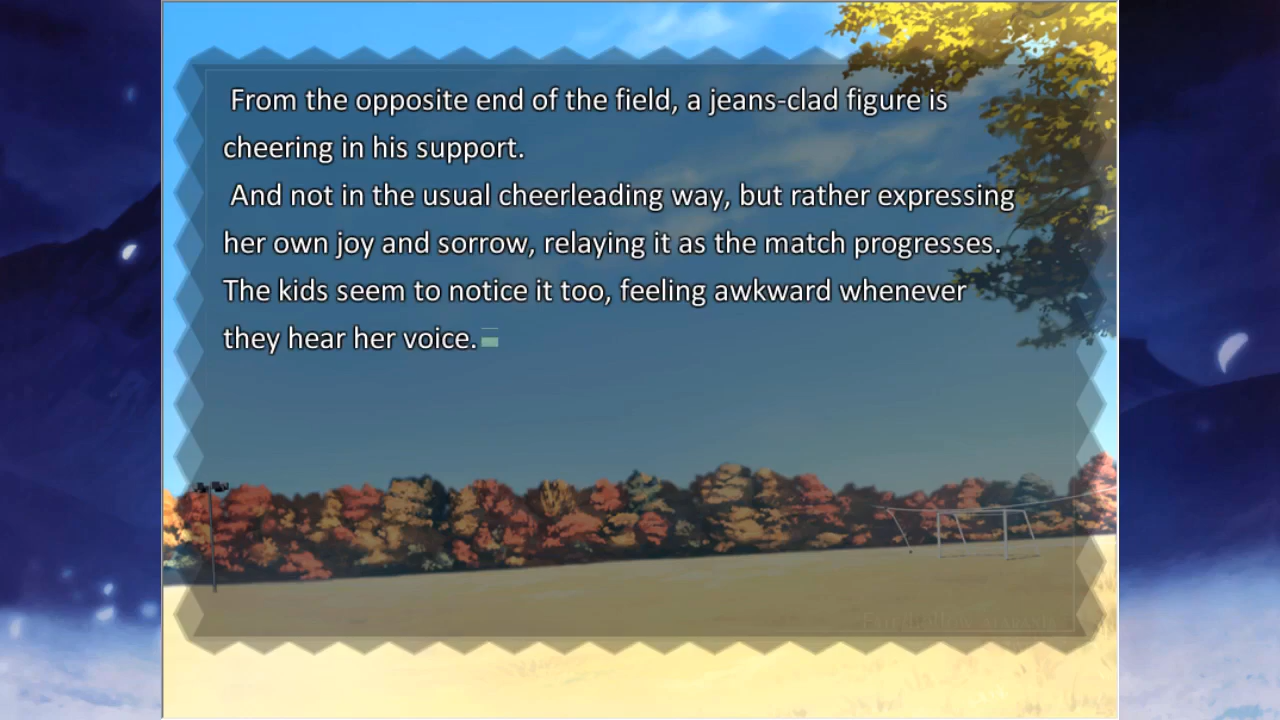 From the opposite end of the field, a jeans-clad figure is
cheering in his support.
And not in the usual cheerleading way, but rather expressing
her own joy and sorrow, relaying it as the match progresses.
The kids seem to notice it too, feeling awkward whenever
they hear her voice.